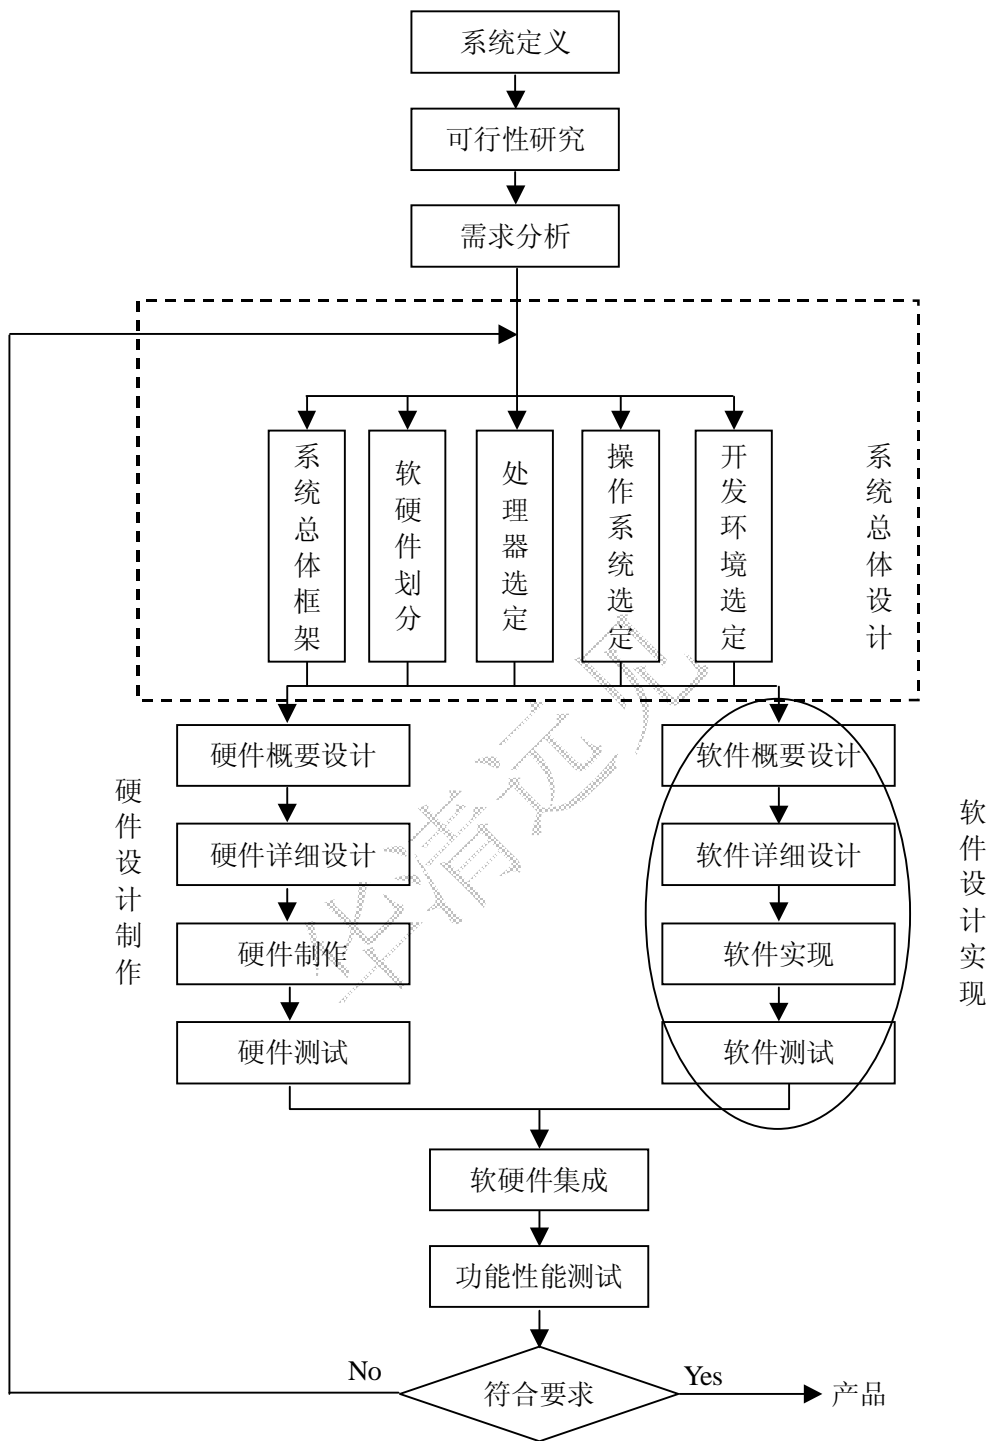 系统定义
可行性研究
需求分析
系统总体框架
软硬件划分
处理器选定
操作系统选定
开发环境选定
系统总体设计
硬件概要设计
软件概要设计
硬件设计制作
硬件详细设计
软件详细设计
软件设计实现
硬件制作
软件实现
硬件测试
软件测试
华清远见
软硬件集成
功能性能测试
No
符合要求
Yes
产品